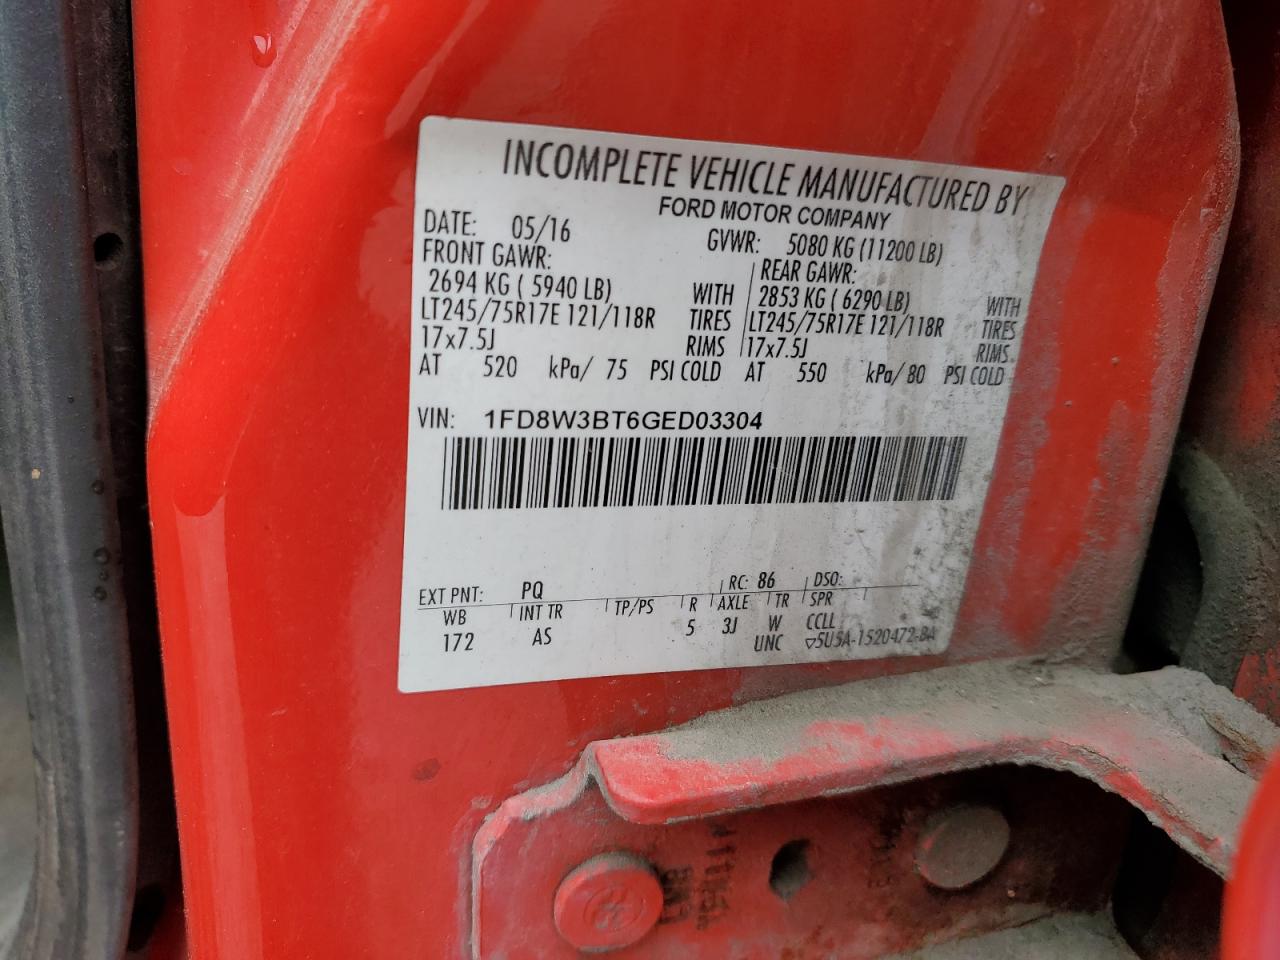 INCOMPLETE VEHICLE MANUFACTURED BY
FORD MOTOR COMPANY
DATE: 05/16 GVWR: 5080 KG (11200 LB)
FRONT GAWR: REAR GAWR:
2694 KG ( 5940 LB) WITH 2853 KG ( 6290 LB) WITH
LT245/75R17E 121/118R TIRES LT245/75R17E 121/118R TIRES
17x7.5J RIMS 17x7.5J RIMS
AT 520 kPa/ 75 PSI COLD AT 550 kPa/ 80 PSI COLD
VIN: 1FD8W3BT6GED03304
EXT PNT: PQ RC: 86 DSO:
WB INT TR TP/PS R AXLE TR SPR
172 AS 5 3J W CCLL
UNC ▽5U5A-1520472-BA